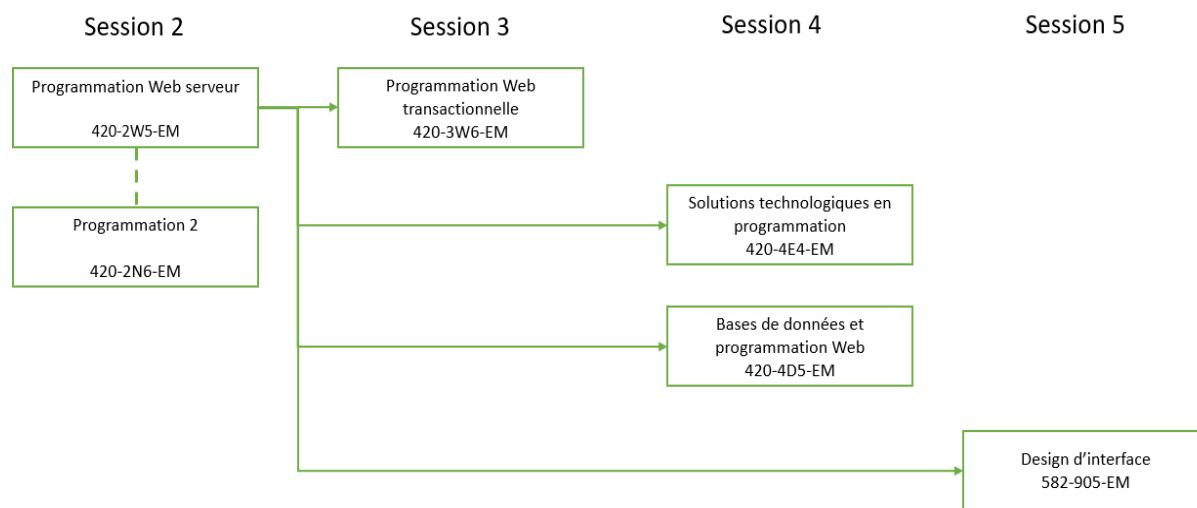 Session 2
Session 3
Session 4
Session 5
Programmation Web serveur
420-2W5-EM
Programmation Web
transactionnelle
420-3W6-EM
Programmation 2
420-2N6-EM
Solutions technologiques en
programmation
420-4E4-EM
Bases de données et
programmation Web
420-4D5-EM
Design d’interface
582-905-EM